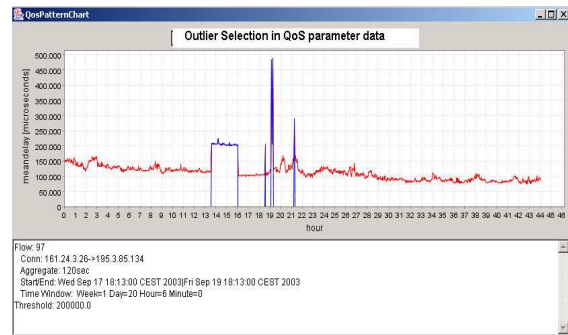 QosPatternChart
Outlier Selection in QoS parameter data
500.000
450.000
400.000
350.000
300.000
250.000
200.000
150.000
100.000
50.000
0
meandelay [microseconds]
0 1 2 3 4 5 6 7 8 9 10 11 12 13 14 15 16 17 18 19 20 21 22 23 24 25 26 27 28 29 30 31 32 33 34 35 36 37 38 39 40 41 42 43 44 45 46
hour
Flow: 97
Conn: 161.24.3.26->195.3.85.134
Aggregate: 120sec
Start/End: Wed Sep 17 18:13:00 CEST 2003|Fri Sep 19 18:13:00 CEST 2003
Time Window: Week=1 Day=20 Hour=6 Minute=0
Threshold: 200000.0